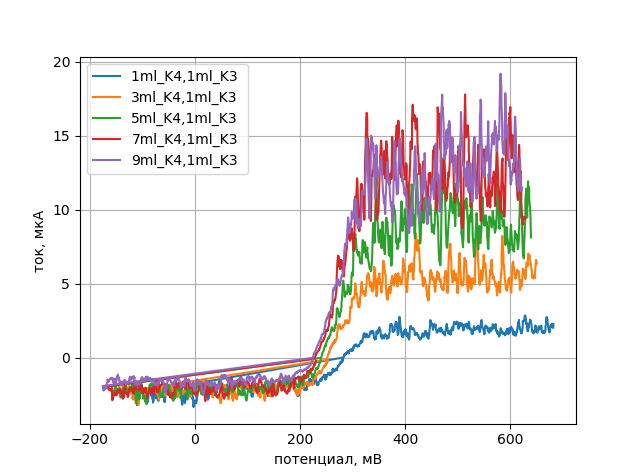 20
15
10
5
0
ток, мкА
1ml_K4,1ml_K3
3ml_K4,1ml_K3
5ml_K4,1ml_K3
7ml_K4,1ml_K3
9ml_K4,1ml_K3
−200 0 200 400 600
потенциал, мВ